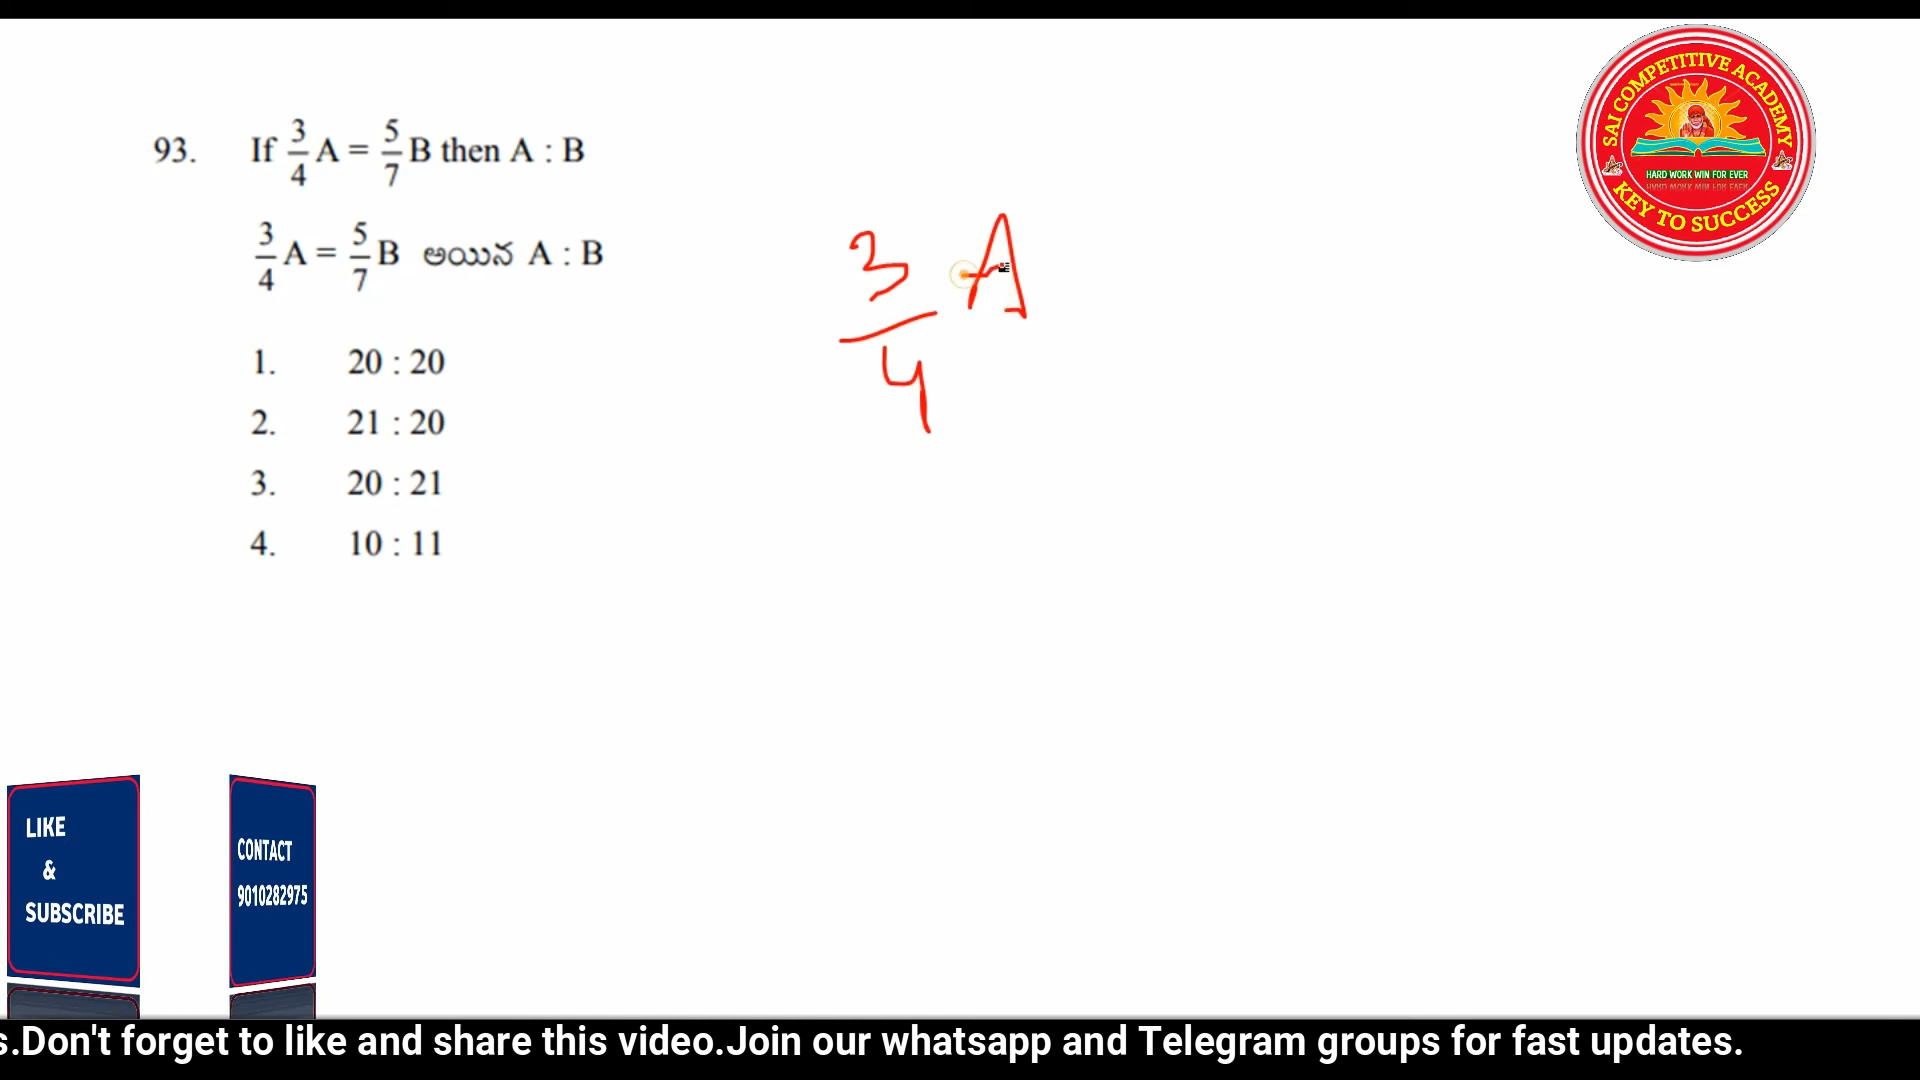 SAI COMPETITIVE ACADEMY
HARD WORK WIN FOR EVER
KEY TO SUCCESS
93. If 3/4 A = 5/7 B then A : B
3/4 A = 5/7 B అయిన A : B
1. 20 : 20
2. 21 : 20
3. 20 : 21
4. 10 : 11
3/4 A
LIKE
&
SUBSCRIBE
CONTACT
9010282975
s.Don't forget to like and share this video.Join our whatsapp and Telegram groups for fast updates.